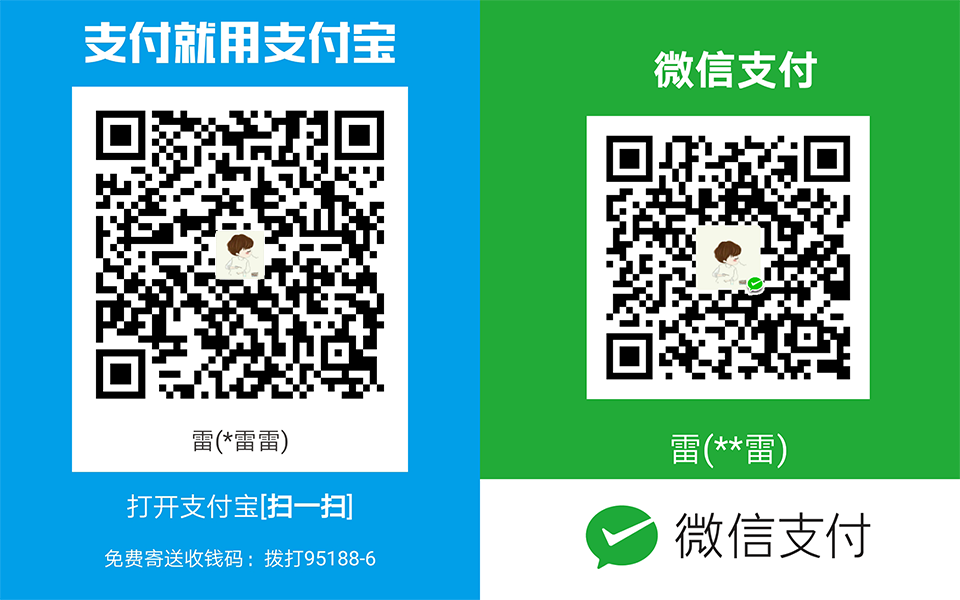 支付就用支付宝
雷(*雷雷)
打开支付宝[扫一扫]
免费寄送收钱码：拨打95188-6
微信支付
雷(**雷)
微信支付